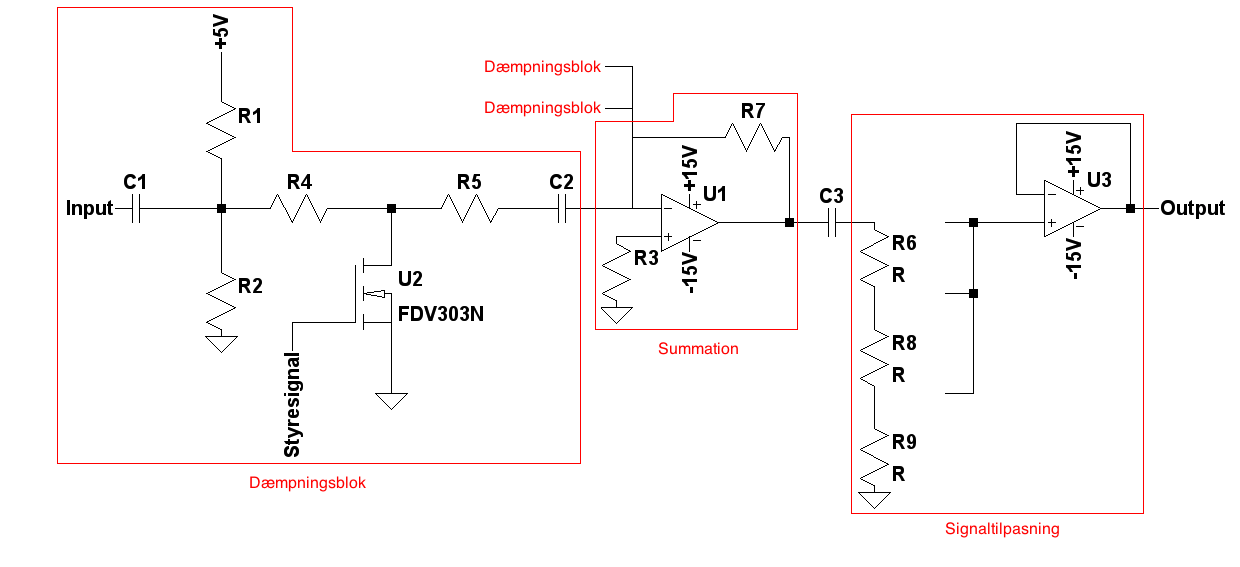 +5V
R1
C1
Input
R4
R5
C2
R2
U2
FDV303N
Styresignal
Dæmpningsblok
Dæmpningsblok
Dæmpningsblok
R7
+15V
U1
R3
-15V
Summation
C3
R6
R
R8
R
R9
R
+15V
U3
-15V
Output
Signaltilpasning